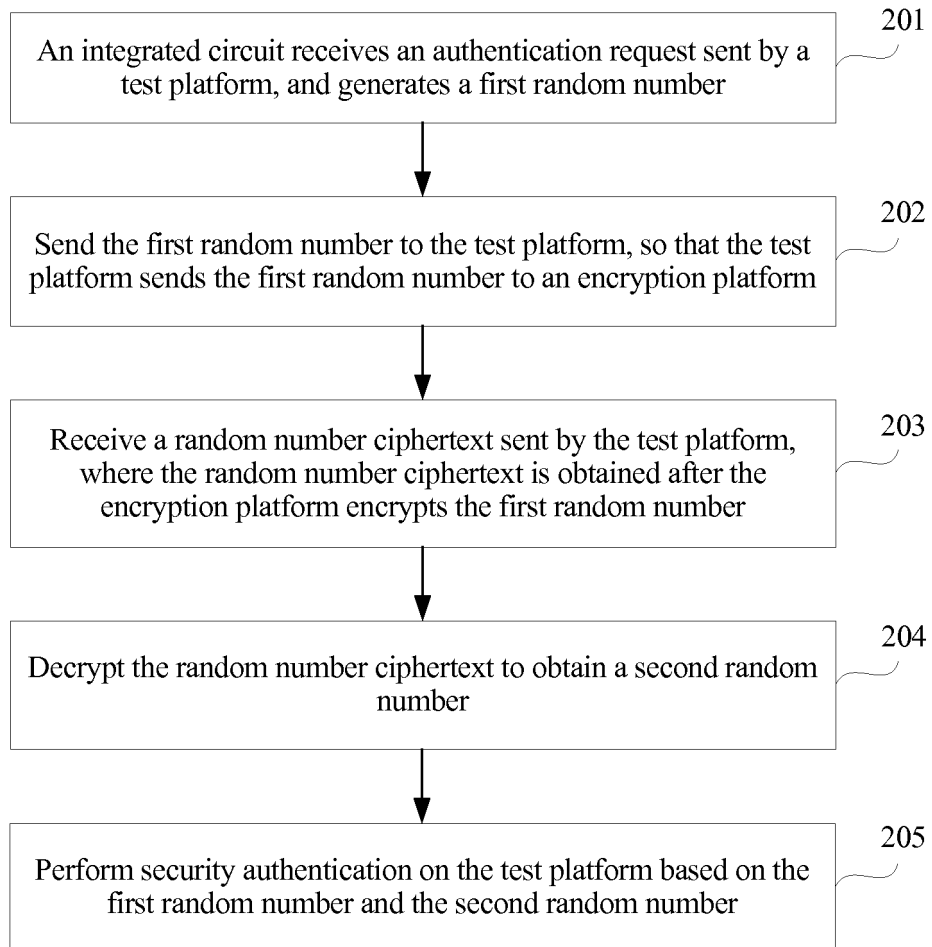 201
An integrated circuit receives an authentication request sent by a
test platform, and generates a first random number
202
Send the first random number to the test platform, so that the test
platform sends the first random number to an encryption platform
203
Receive a random number ciphertext sent by the test platform,
where the random number ciphertext is obtained after the
encryption platform encrypts the first random number
204
Decrypt the random number ciphertext to obtain a second random
number
205
Perform security authentication on the test platform based on the
first random number and the second random number